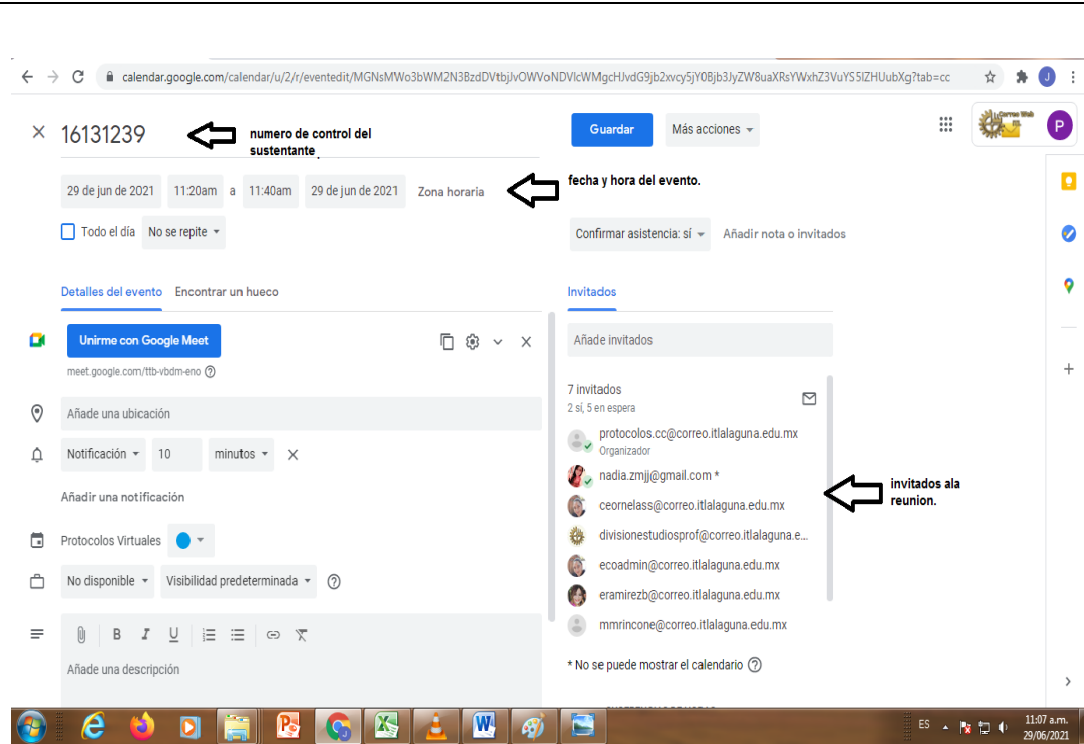 calendar.google.com/calendar/u/2/r/eventedit/MGNsMWo3bWM2N3BzdDVtbjJvOWVoNDVlcWMgcHJvdG9jb2xvcy5jY0Bjb3JyZW8uaXRsYWxhZ3VuYS5lZHUubXg?tab=cc
J
16131239
numero de control del
sustentante
Guardar
Más acciones
Correo Web
P
29 de jun de 2021 11:20am a 11:40am 29 de jun de 2021 Zona horaria
fecha y hora del evento.
Todo el día No se repite
Confirmar asistencia: sí Añadir nota o invitados
Detalles del evento Encontrar un hueco
Invitados
Unirme con Google Meet
meet.google.com/ttb-vbdm-eno
Añade invitados
Añade una ubicación
7 invitados
2 sí, 5 en espera
Notificación 10 minutos
Añadir una notificación
protocolos.cc@correo.itlalaguna.edu.mx
Organizador
nadia.zmjj@gmail.com *
ceornelass@correo.itlalaguna.edu.mx
divisionestudiosprof@correo.itlalaguna.e...
ecoadmin@correo.itlalaguna.edu.mx
eramirezb@correo.itlalaguna.edu.mx
mmrincone@correo.itlalaguna.edu.mx
invitados ala
reunion.
Protocolos Virtuales
No disponible Visibilidad predeterminada
B I U
Añade una descripción
* No se puede mostrar el calendario
ES
11:07 a.m.
29/06/2021